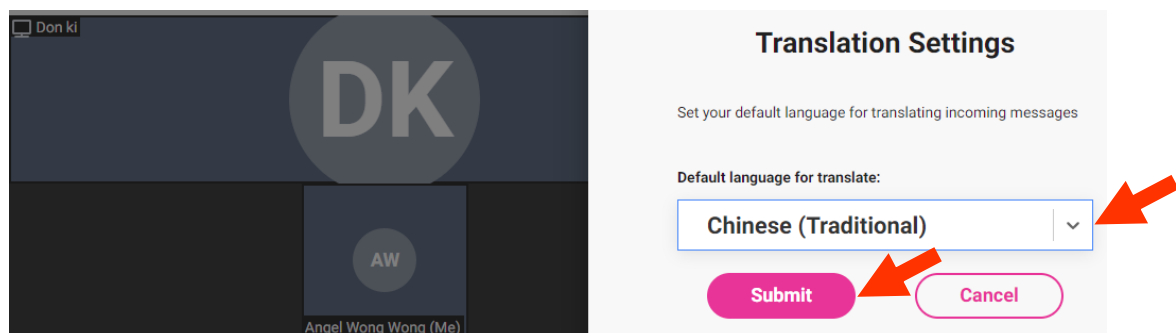 Don ki
DK
AW
Angel Wong Wong (Me)
Translation Settings
Set your default language for translating incoming messages
Default language for translate:
Chinese (Traditional)
Submit
Cancel